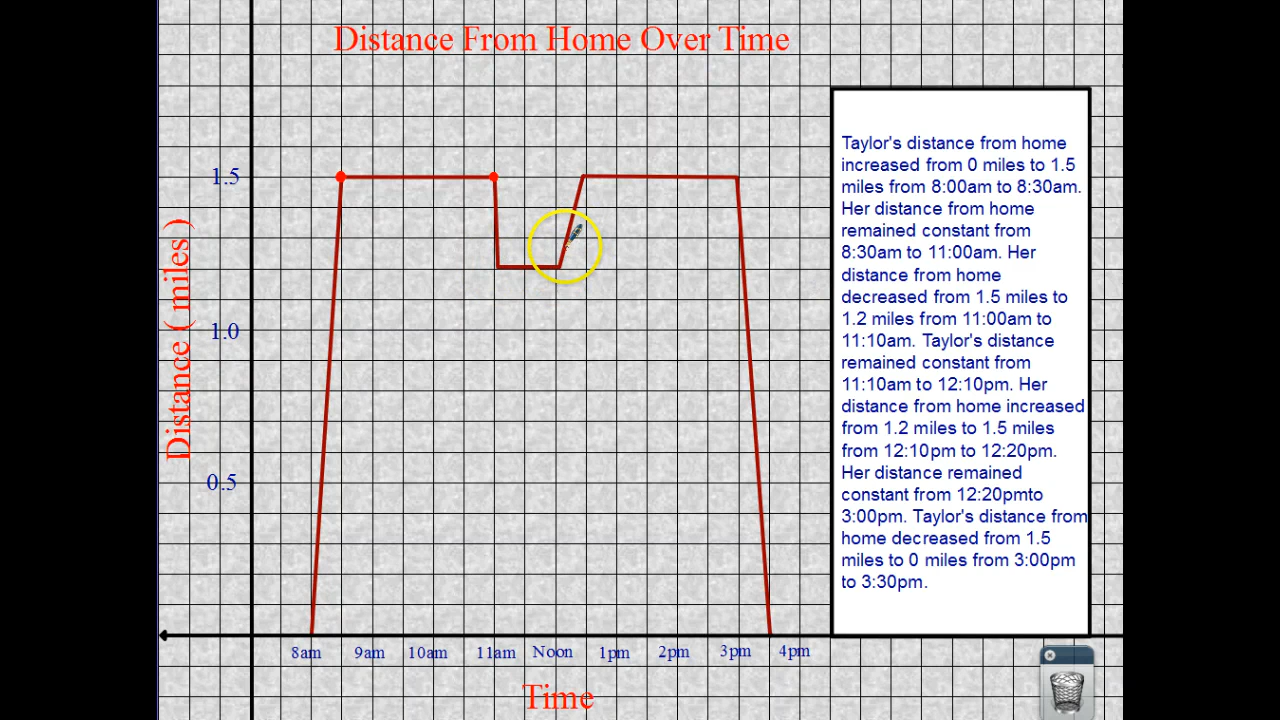 Distance From Home Over Time
Taylor's distance from home
increased from 0 miles to 1.5
miles from 8:00am to 8:30am.
Her distance from home
remained constant from
8:30am to 11:00am. Her
distance from home
decreased from 1.5 miles to
1.2 miles from 11:00am to
11:10am. Taylor's distance
remained constant from
11:10am to 12:10pm. Her
distance from home increased
from 1.2 miles to 1.5 miles
from 12:10pm to 12:20pm.
Her distance remained
constant from 12:20pmto
3:00pm. Taylor's distance from
home decreased from 1.5
miles to 0 miles from 3:00pm
to 3:30pm.
Distance ( miles )
1.5
1.0
0.5
8am 9am 10am 11am Noon 1pm 2pm 3pm 4pm
Time